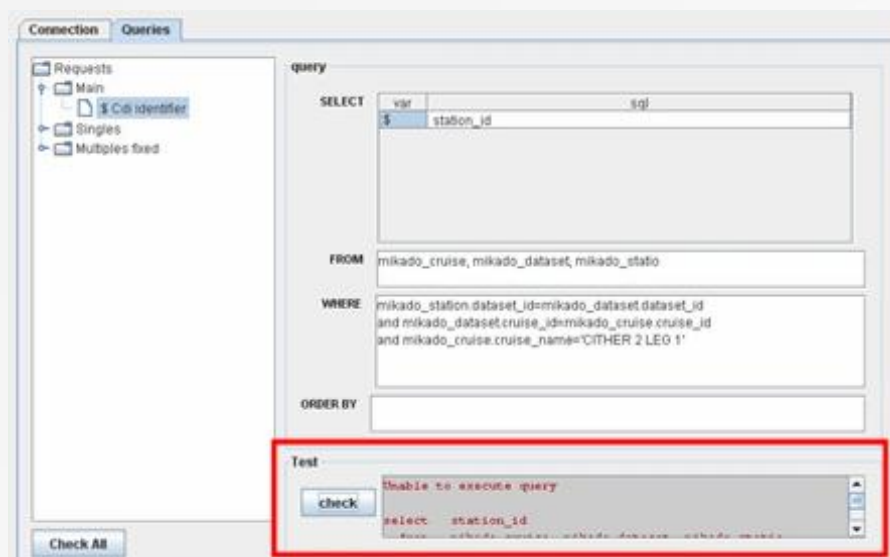 Connection Queries
Requests
Main
$ Cdi identifier
Singles
Multiples fixed
Check All
query
SELECT
var sql
$ station_id
FROM
mikado_cruise, mikado_dataset, mikado_statio
WHERE
mikado_station.dataset_id=mikado_dataset.dataset_id
and mikado_dataset.cruise_id=mikado_cruise.cruise_id
and mikado_cruise.cruise_name='CITHER 2 LEG 1'
ORDER BY
Test
check
Unable to execute query
select station_id